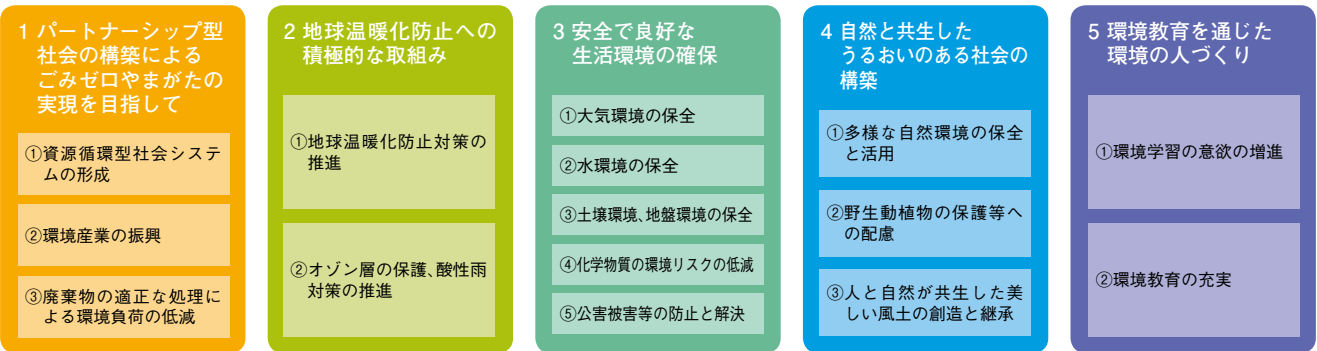 1 パートナーシップ型
社会の構築による
ごみゼロやまがたの
実現を目指して
①資源循環型社会システ
ムの形成
②環境産業の振興
③廃棄物の適正な処理に
よる環境負荷の低減
2 地球温暖化防止への
積極的な取組み
①地球温暖化防止対策の
推進
②オゾン層の保護、酸性雨
対策の推進
3 安全で良好な
生活環境の確保
①大気環境の保全
②水環境の保全
③土壌環境、地盤環境の保全
④化学物質の環境リスクの低減
⑤公害被害等の防止と解決
4 自然と共生した
うるおいのある社会の
構築
①多様な自然環境の保全
と活用
②野生動植物の保護等へ
の配慮
③人と自然が共生した美
しい風土の創造と継承
5 環境教育を通じた
環境の人づくり
①環境学習の意欲の増進
②環境教育の充実